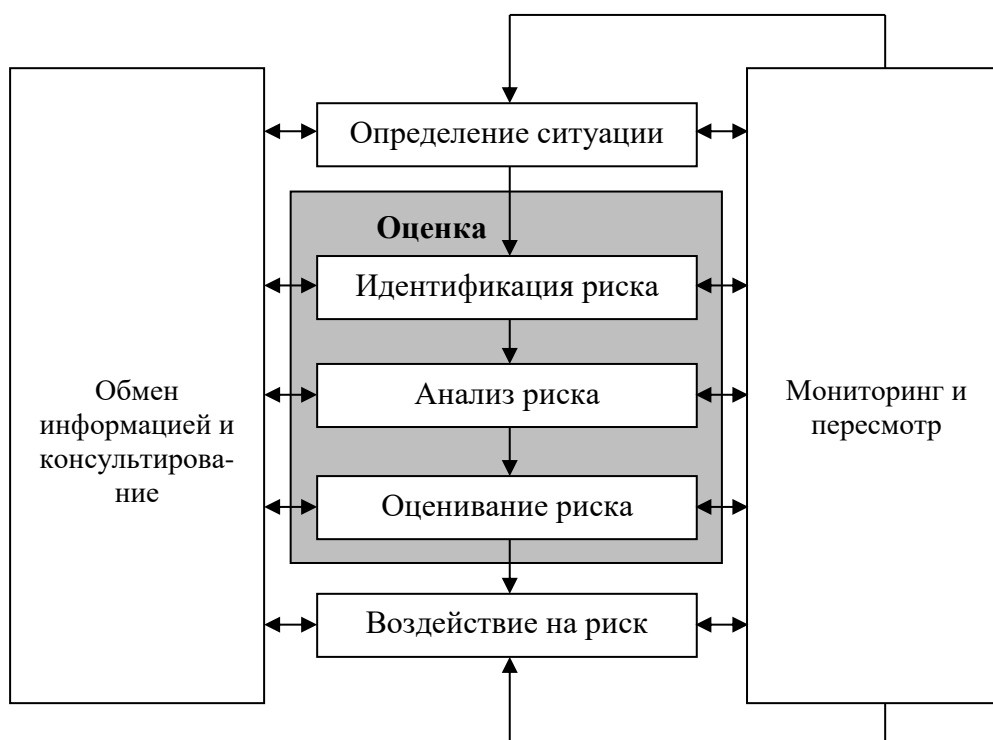 Определение ситуации
Оценка
Идентификация риска
Анализ риска
Оценивание риска
Воздействие на риск
Обмен
информацией и
консультирова-
ние
Мониторинг и
пересмотр